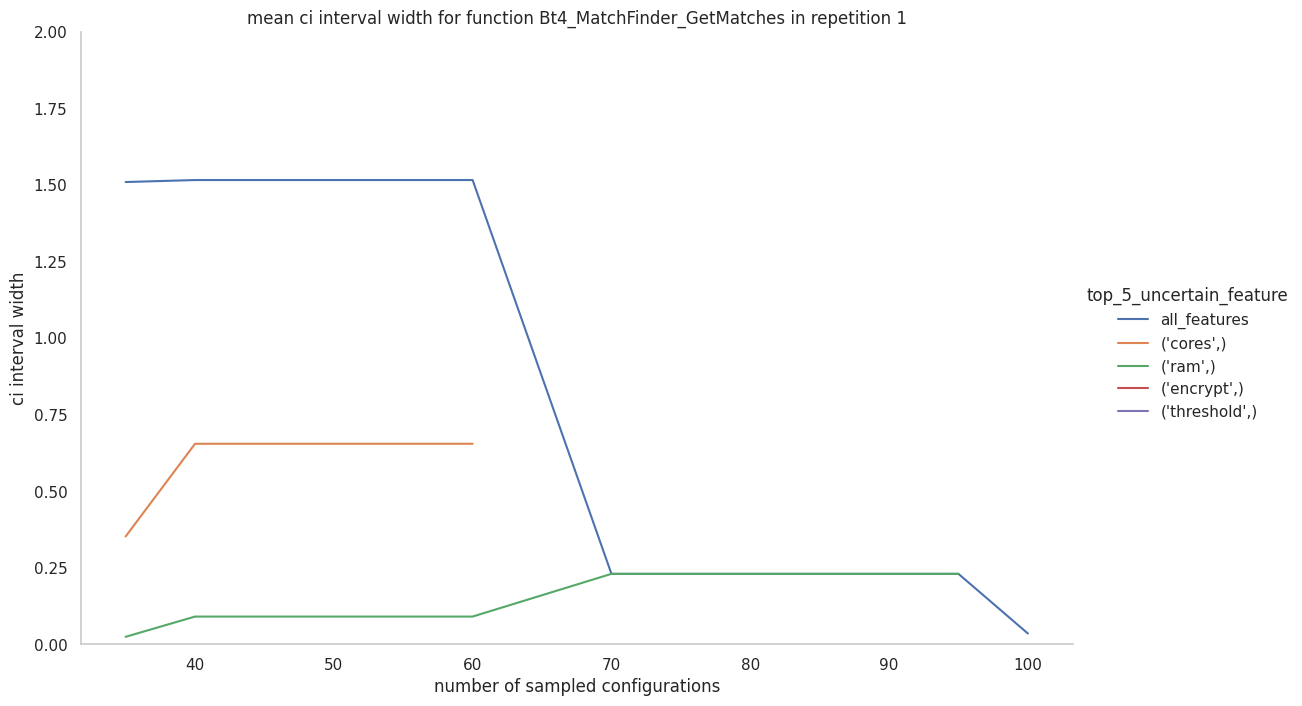 mean ci interval width for function Bt4_MatchFinder_GetMatches in repetition 1
2.00
1.75
1.50
1.25
1.00
0.75
0.50
0.25
0.00
ci interval width
40 50 60 70 80 90 100
number of sampled configurations
top_5_uncertain_feature
all_features
('cores',)
('ram',)
('encrypt',)
('threshold',)